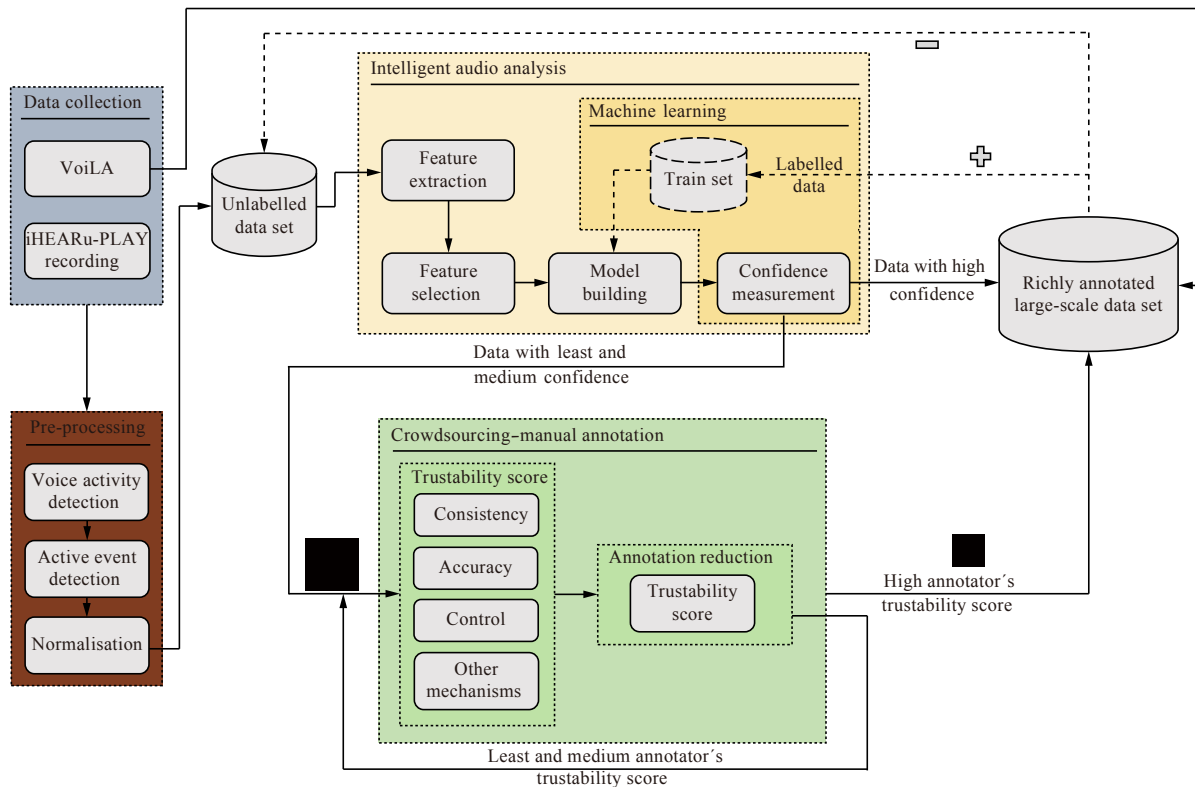 Data collection
VoiLA
iHEARu-PLAY
recording
Pre-processing
Voice activity
detection
Active event
detection
Normalisation
Unlabelled
data set
Intelligent audio analysis
Feature
extraction
Feature
selection
Machine learning
Train set
Labelled
data
Model
building
Confidence
measurement
Data with high
confidence
Richly annotated
large-scale data set
Data with least and
medium confidence
Crowdsourcing-manual annotation
Trustability score
Consistency
Accuracy
Control
Other
mechanisms
Annotation reduction
Trustability
score
High annotator´s
trustability score
Least and medium annotator´s
trustability score